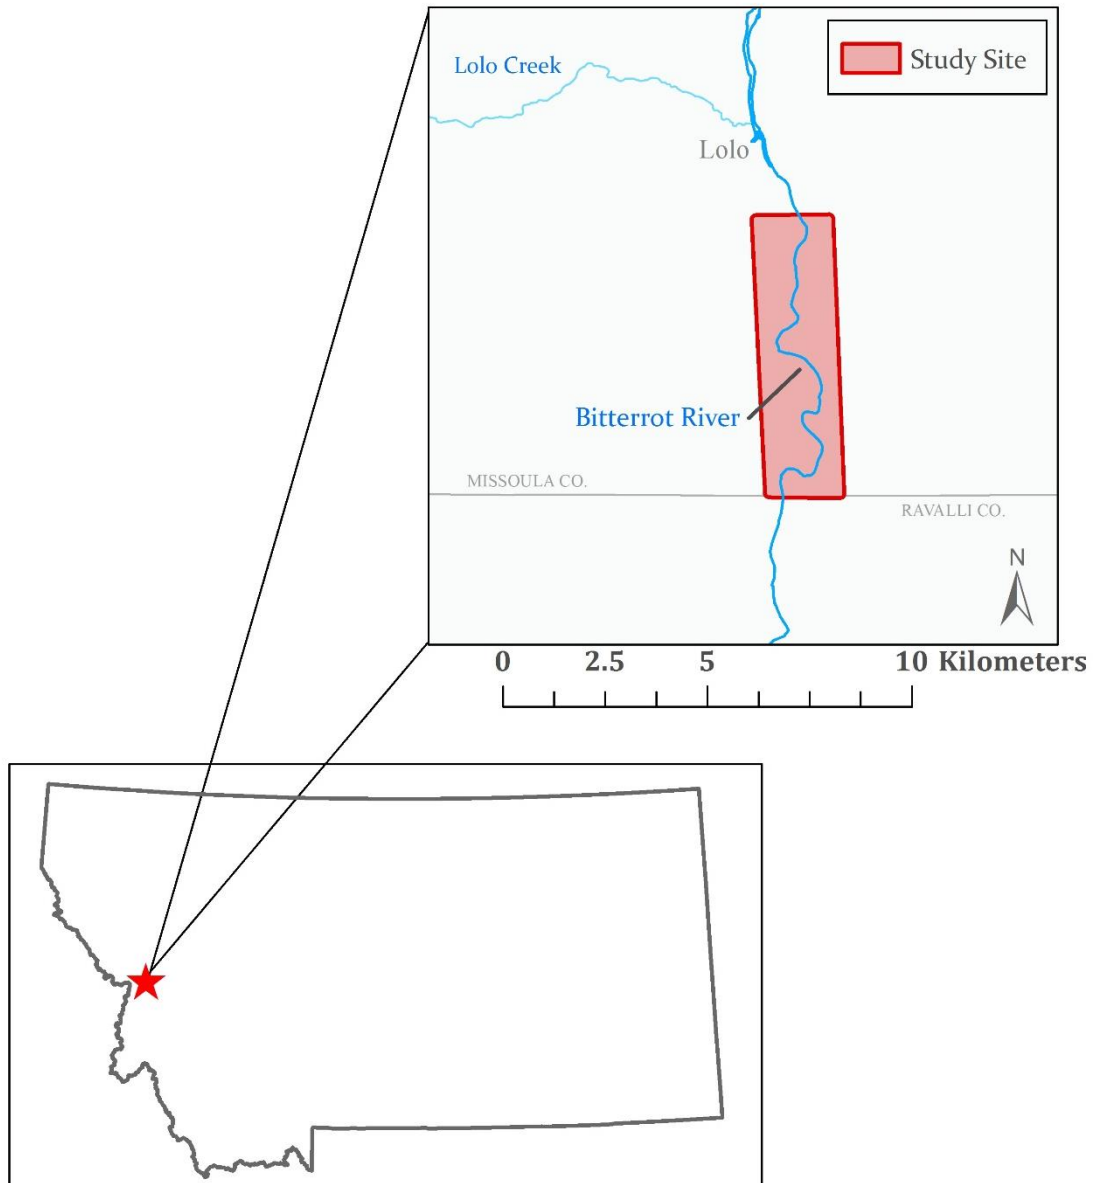 Lolo Creek
Study Site
Lolo
Bitterrot River
MISSOULA CO.
RAVALLI CO.
N
0 2.5 5 10 Kilometers